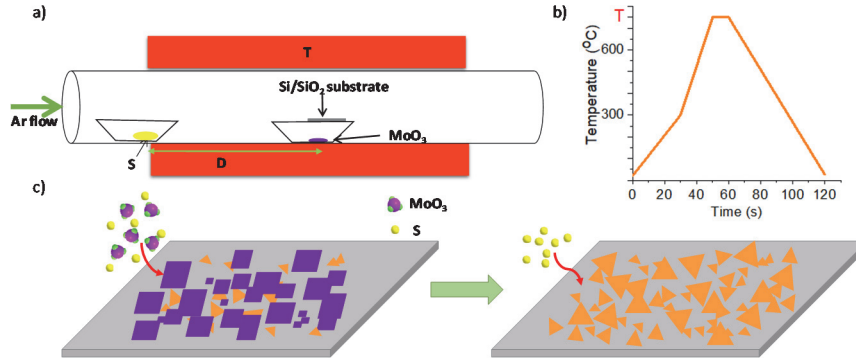 a)
T
Si/SiO₂ substrate
Ar flow
MoO₃
S
D
b)
T
600
300
Temperature (°C)
0 20 40 60 80 100 120
Time (s)
c)
MoO₃
S